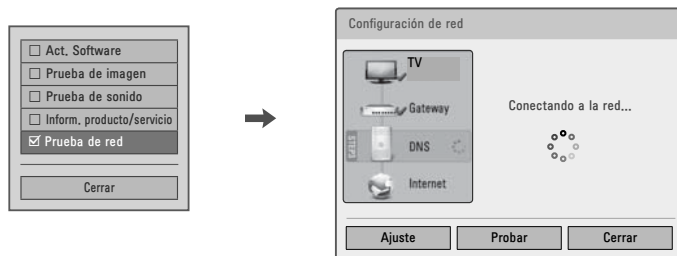 Act. Software
Prueba de imagen
Prueba de sonido
Inform. producto/servicio
Prueba de red
Cerrar
Configuración de red
TV
Gateway
STEP3
DNS
Internet
Conectando a la red...
Ajuste
Probar
Cerrar